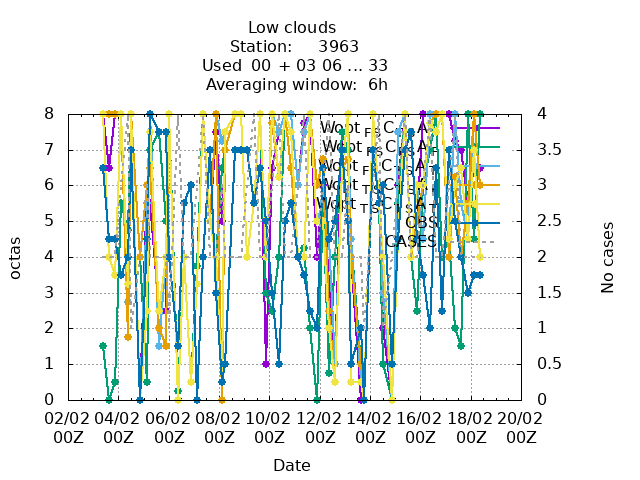 Low clouds
Station: 3963
Used 00 + 03 06 ... 33
Averaging window: 6h
octas
No cases
8
7
6
5
4
3
2
1
0
4
3.5
3
2.5
2
1.5
1
0.5
0
OBS
CASES
02/02 04/02 06/02 08/02 10/02 12/02 14/02 16/02 18/02 20/02
00Z 00Z 00Z 00Z 00Z 00Z 00Z 00Z 00Z 00Z
Date